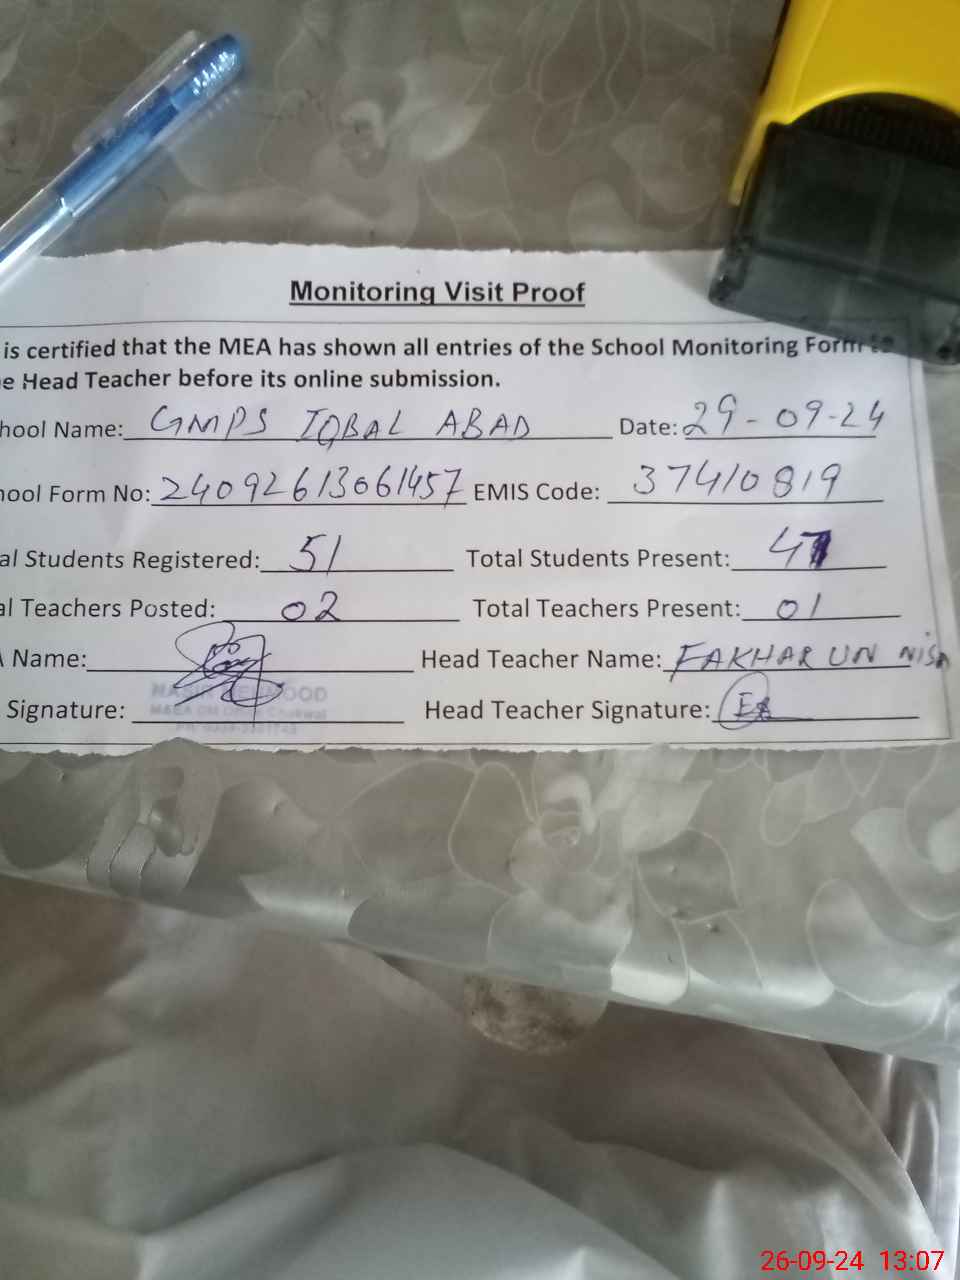 Monitoring Visit Proof
is certified that the MEA has shown all entries of the School Monitoring Form to
e Head Teacher before its online submission.
hool Name: GMPS IQBAL ABAD Date: 29-09-24
hool Form No: 24092613061457 EMIS Code: 37410819
al Students Registered: 51 Total Students Present:
al Teachers Posted: 02 Total Teachers Present: 01
A Name: Head Teacher Name: FAKHAR UN NISA
Signature: Head Teacher Signature:
26-09-24 13:07